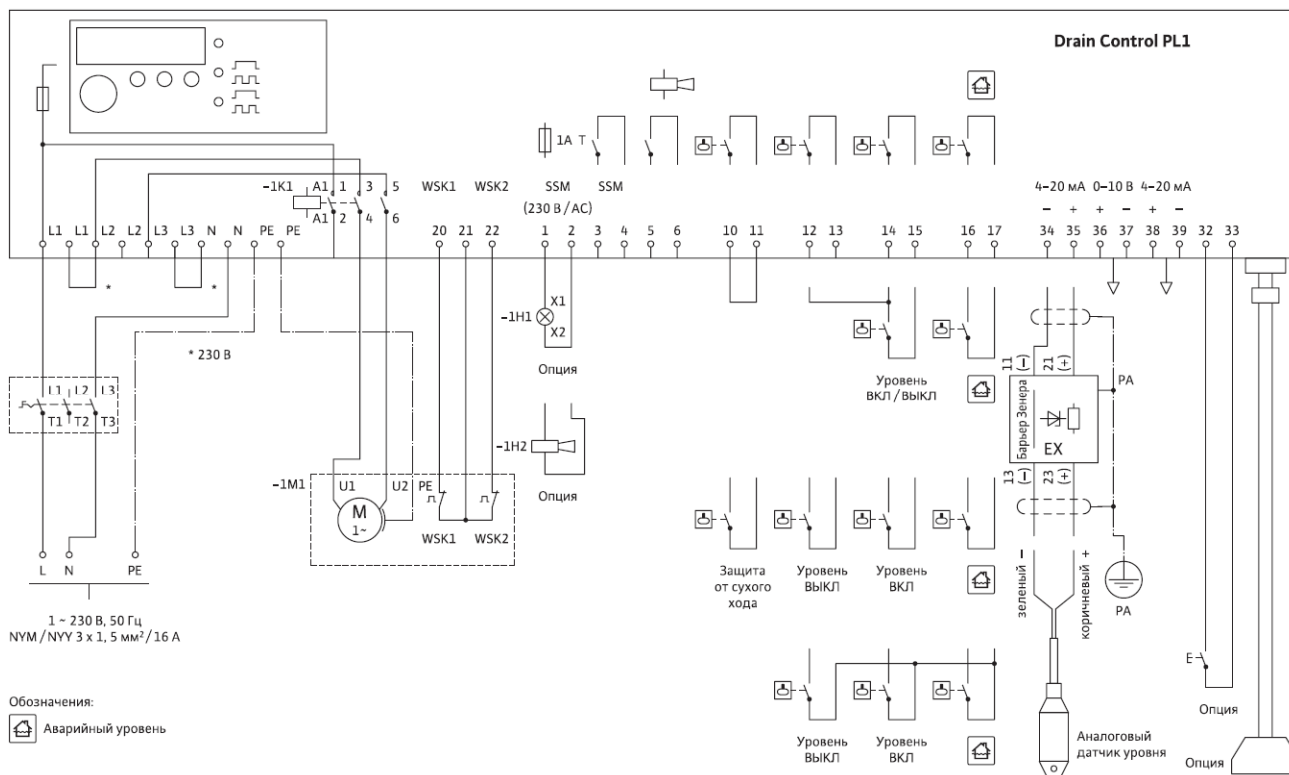 Drain Control PL1
1А Т
-1K1
A1 1 3 5 WSK1 WSK2 SSM SSM
(230 В / АС)
4–20 мА 0–10 В 4–20 мА
– + + – + –
A1 2 4 6
L1 L1 L2 L2 L3 L3 N N PE PE
20 21 22 1 2 3 4 5 6 10 11 12 13 14 15 16 17 34 35 36 37 38 39 32 33
* *
* 230 В
-1H1
X1
X2
Опция
Уровень
ВКЛ / ВЫКЛ
11 (–)
21 (+)
PA
Барьер Зенера
EX
13 (–)
23 (+)
L1 L2 L3
T1 T2 T3
-1H2
Опция
-1M1
U1 U2 PE
M
1~
WSK1 WSK2
L N PE
1 ~ 230 В, 50 Гц
NYM / NYY 3 x 1, 5 мм² / 16 А
Защита
от сухого
хода
Уровень
ВЫКЛ
Уровень
ВКЛ
зеленый –
коричневый +
PA
E
Опция
Обозначения:
Аварийный уровень
Уровень
ВЫКЛ
Уровень
ВКЛ
Аналоговый
датчик уровня
Опция